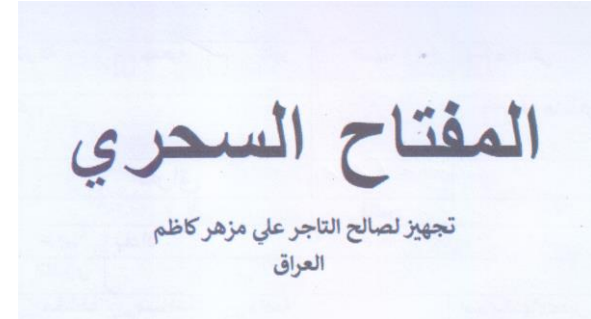 المفتاح السحري
تجهيز لصالح التاجر علي مزهر كاظم
العراق